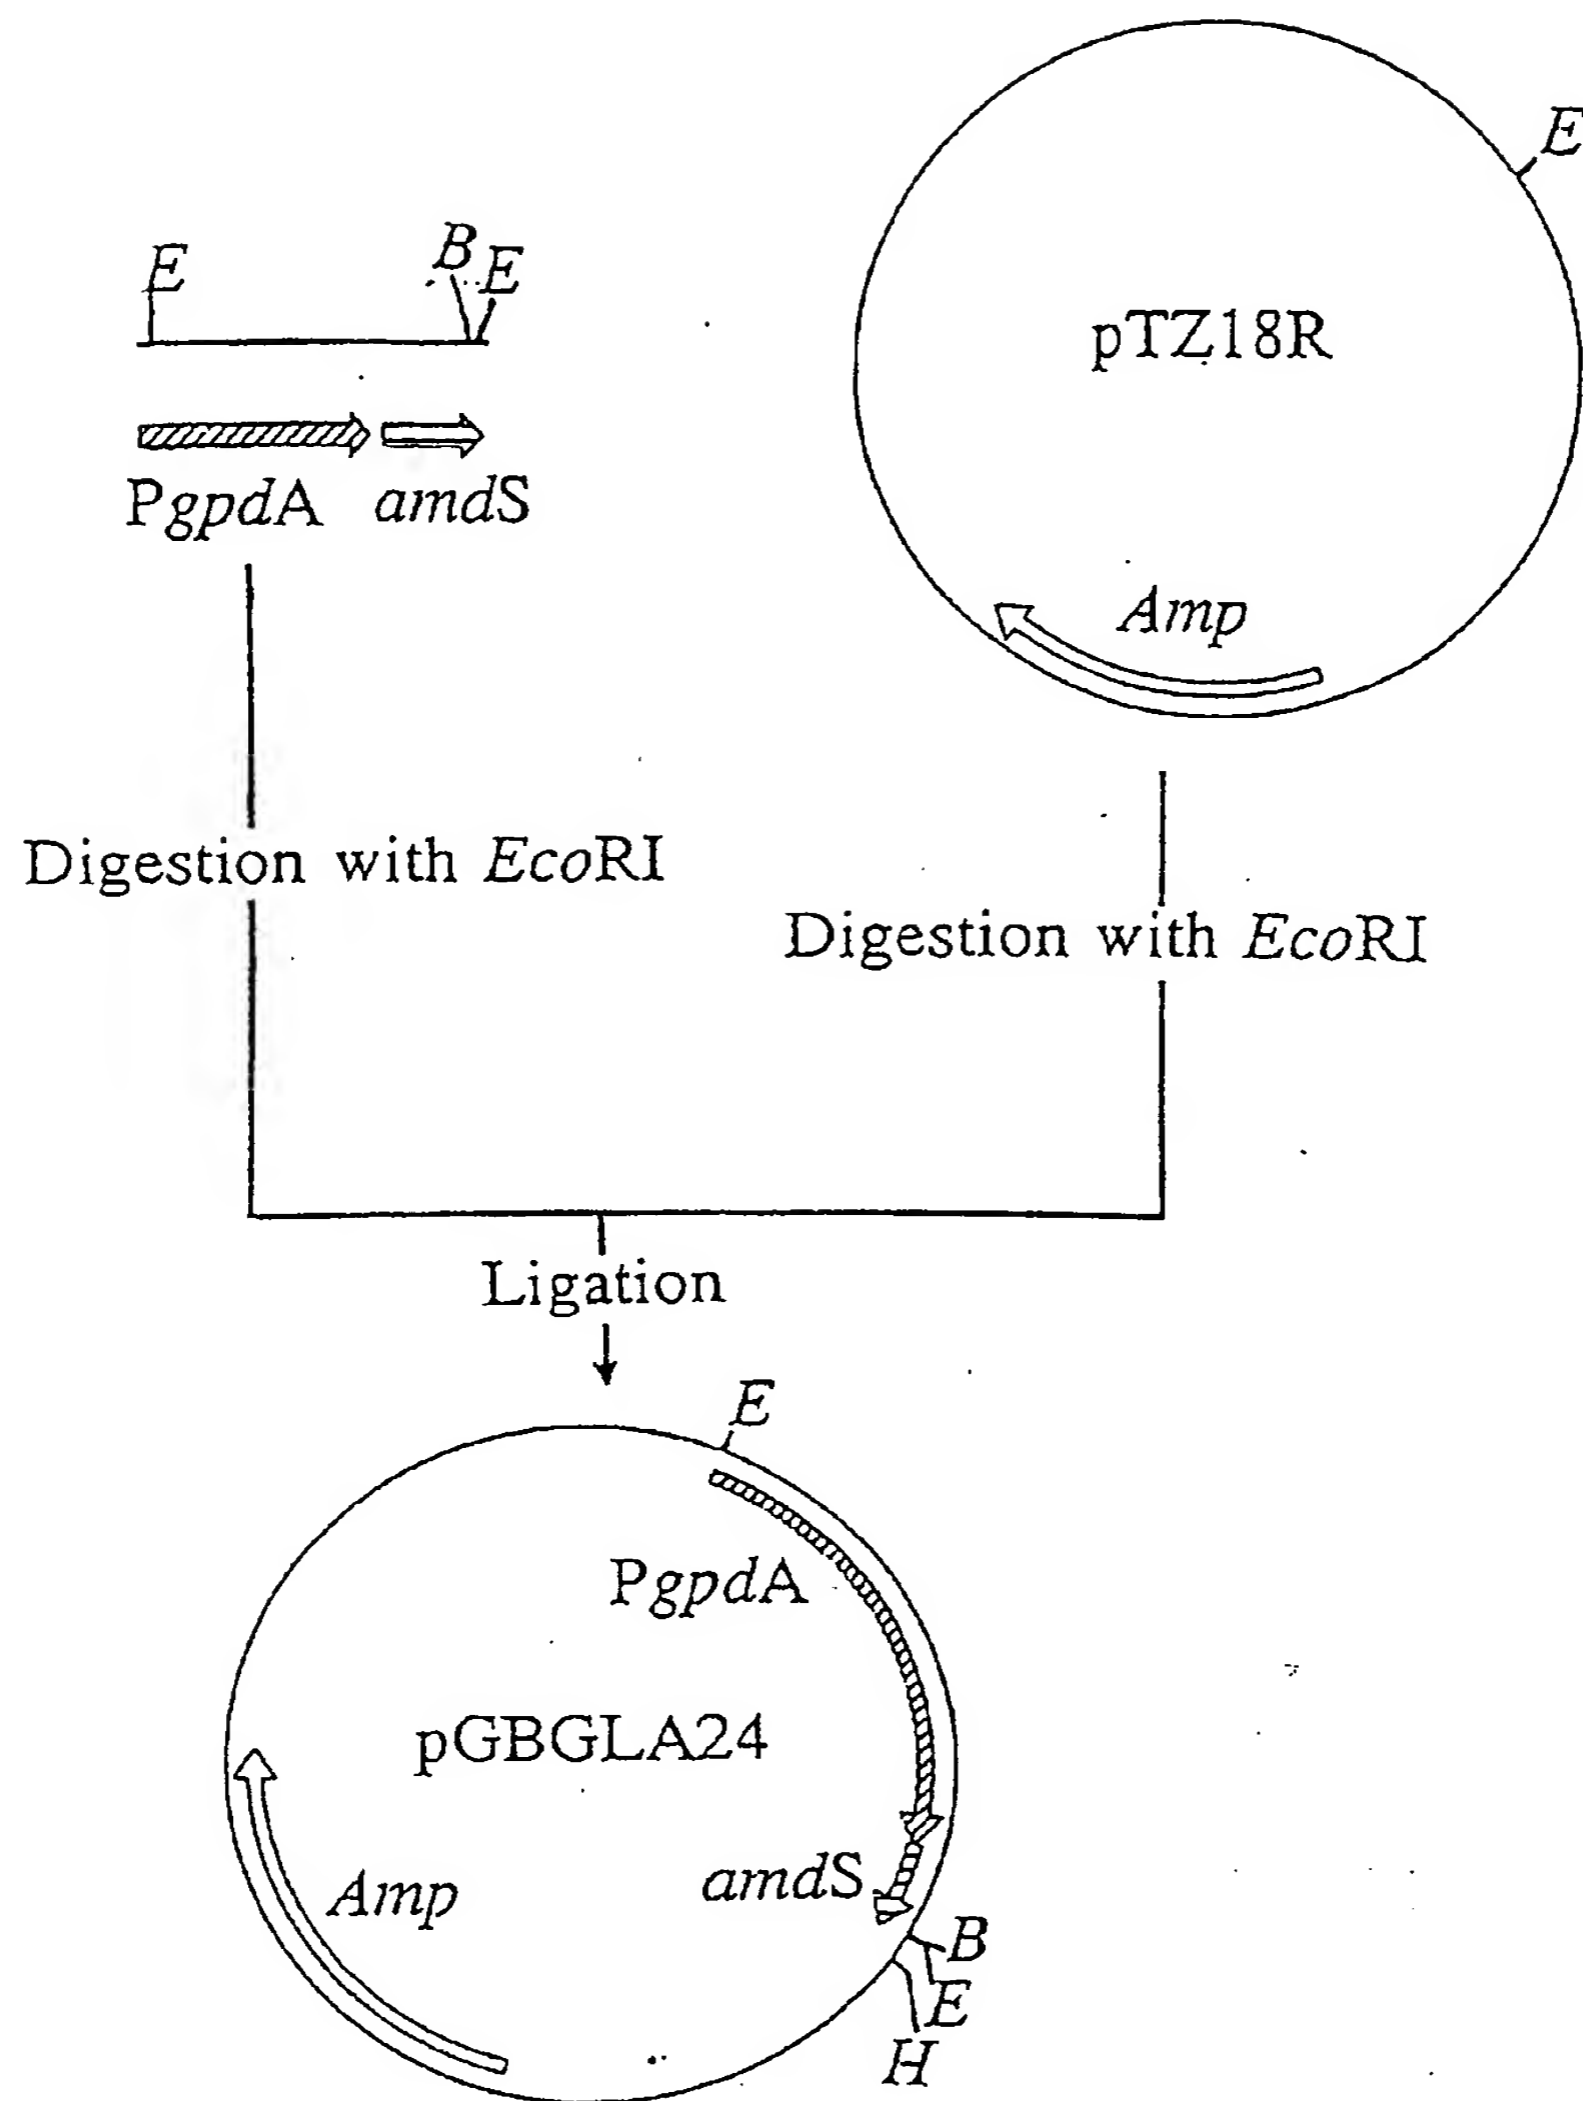 E
B E
E
pTZ18R
PgpdA amdS
Amp
Digestion with EcoRI
Digestion with EcoRI
Ligation
E
PgpdA
pGBGLA24
amdS
Amp
B
E
H